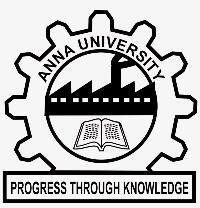 ANNA UNIVERSITY
PROGRESS THROUGH KNOWLEDGE